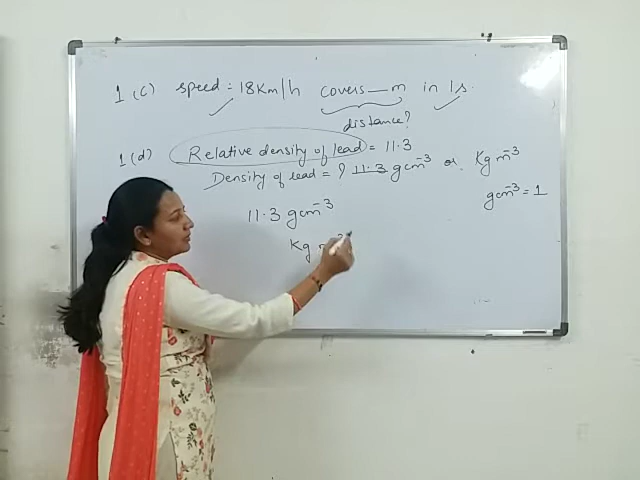 1 (c) speed = 18 Km/h covers — m in 1s.
distance?
1 (d) Relative density of lead = 11.3
Density of lead = ? 11.3 gcm⁻³ or Kg m⁻³
gcm⁻³ = 1
11.3 gcm⁻³
Kg